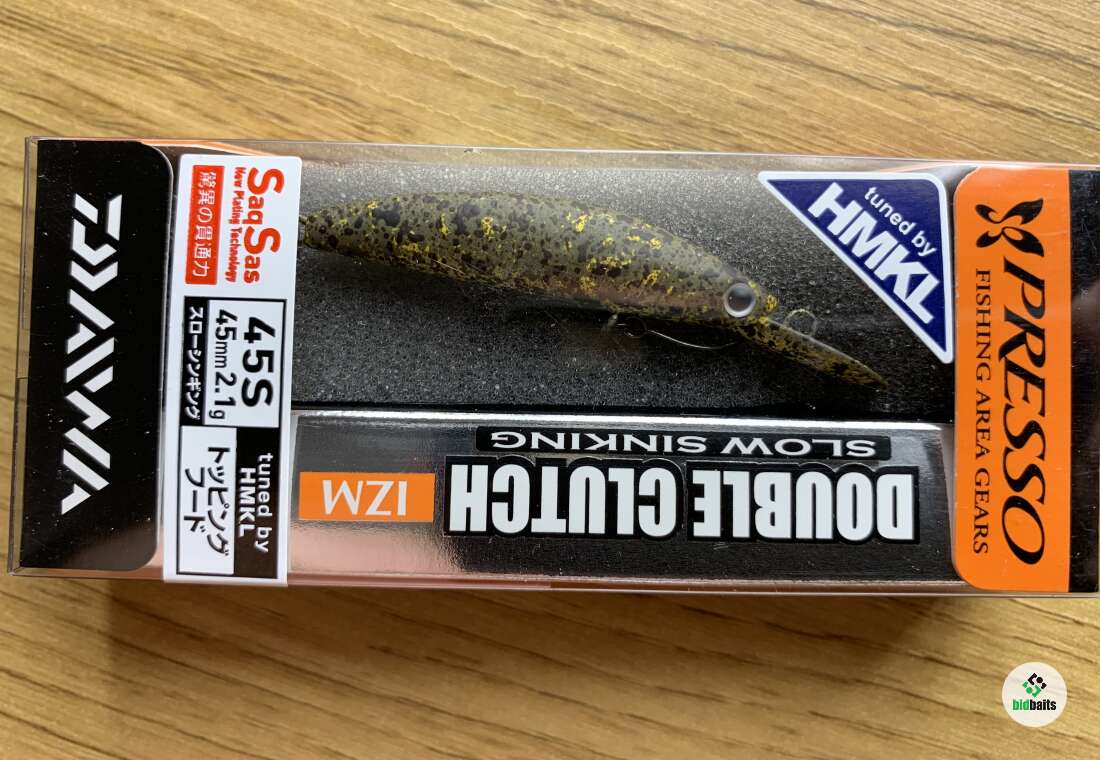 DAIWA
SaqSas
New Plating Technology
驚異の貫通力
45S
45mm 2.1g
スローシンキング
tuned by
HMKL
トッピング
フード
tuned by
HMKL
SLOW SINKING
DOUBLE CLUTCH
IZM
PRESSO
FISHING AREA GEARS
bidbaits